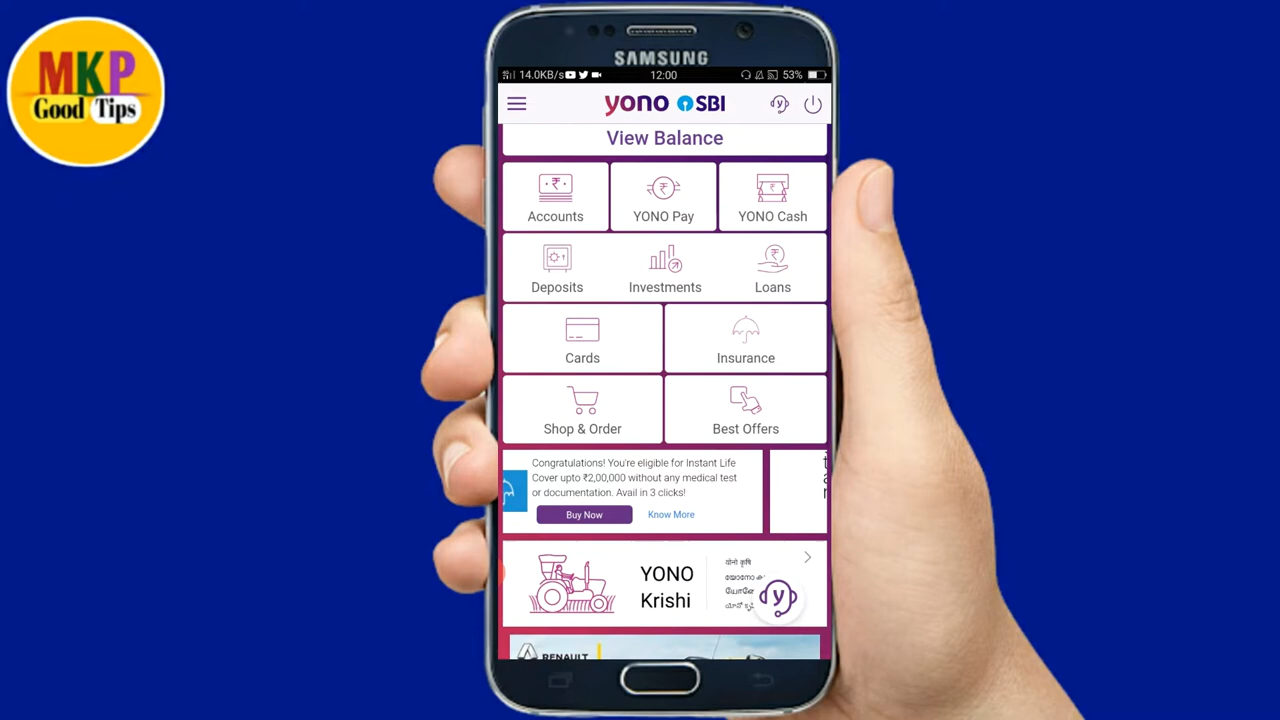 MKP
Good Tips
SAMSUNG
14.0KB/s
12:00
53%
yono SBI
View Balance
Accounts
YONO Pay
YONO Cash
Deposits
Investments
Loans
Cards
Insurance
Shop & Order
Best Offers
Congratulations! You're eligible for Instant Life
Cover upto ₹2,00,000 without any medical test
or documentation. Avail in 3 clicks!
Buy Now
Know More
YONO
Krishi
योनो कृषि
y
RENAULT